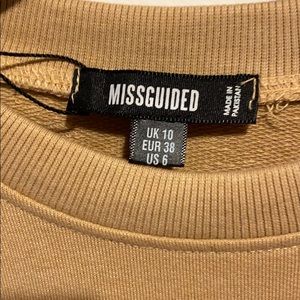 MISSGUIDED
MADE IN
PAKISTAN
UK 10
EUR 38
US 6